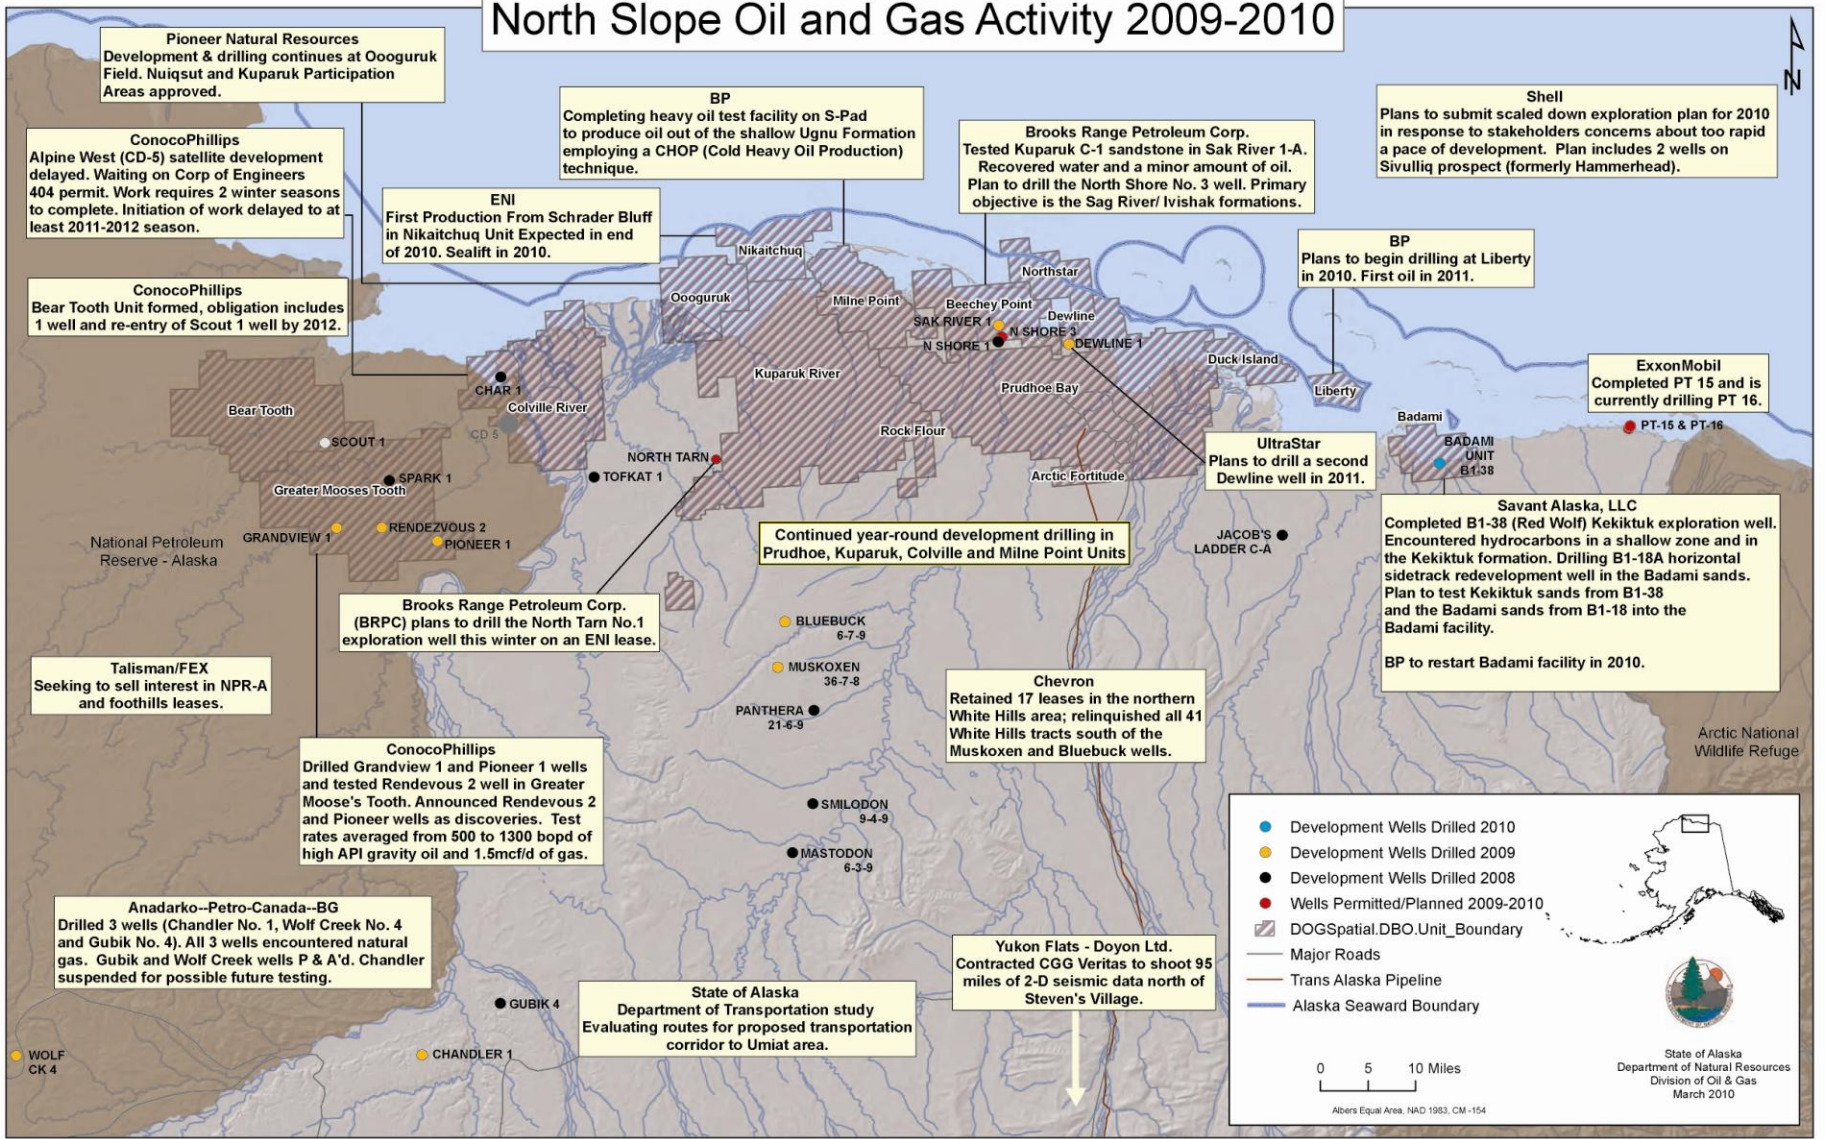 North Slope Oil and Gas Activity 2009-2010
N
Pioneer Natural Resources
Development & drilling continues at Oooguruk
Field. Nuiqsut and Kuparuk Participation
Areas approved.
ConocoPhillips
Alpine West (CD-5) satellite development
delayed. Waiting on Corp of Engineers
404 permit. Work requires 2 winter seasons
to complete. Initiation of work delayed to at
least 2011-2012 season.
ConocoPhillips
Bear Tooth Unit formed, obligation includes
1 well and re-entry of Scout 1 well by 2012.
ENI
First Production From Schrader Bluff
in Nikaitchuq Unit Expected in end
of 2010. Sealift in 2010.
BP
Completing heavy oil test facility on S-Pad
to produce oil out of the shallow Ugnu Formation
employing a CHOP (Cold Heavy Oil Production)
technique.
Brooks Range Petroleum Corp.
Tested Kuparuk C-1 sandstone in Sak River 1-A.
Recovered water and a minor amount of oil.
Plan to drill the North Shore No. 3 well. Primary
objective is the Sag River/ Ivishak formations.
Shell
Plans to submit scaled down exploration plan for 2010
in response to stakeholders concerns about too rapid
a pace of development. Plan includes 2 wells on
Sivulliq prospect (formerly Hammerhead).
BP
Plans to begin drilling at Liberty
in 2010. First oil in 2011.
ExxonMobil
Completed PT 15 and is
currently drilling PT 16.
PT-15 & PT-16
Nikaitchuq
Oooguruk
Milne Point
Northstar
Beechey Point
Dewline
SAK RIVER 1
N SHORE 3
N SHORE 1
DEWLINE 1
Duck Island
Liberty
Kuparuk River
Prudhoe Bay
Rock Flour
Arctic Fortitude
Badami
BADAMI
UNIT
B1-38
CHAR 1
Colville River
CD 5
Bear Tooth
SCOUT 1
SPARK 1
Greater Mooses Tooth
GRANDVIEW 1
RENDEZVOUS 2
PIONEER 1
TOFKAT 1
NORTH TARN
National Petroleum
Reserve - Alaska
UltraStar
Plans to drill a second
Dewline well in 2011.
Continued year-round development drilling in
Prudhoe, Kuparuk, Colville and Milne Point Units
JACOB'S
LADDER C-A
Savant Alaska, LLC
Completed B1-38 (Red Wolf) Kekiktuk exploration well.
Encountered hydrocarbons in a shallow zone and in
the Kekiktuk formation. Drilling B1-18A horizontal
sidetrack redevelopment well in the Badami sands.
Plan to test Kekiktuk sands from B1-38
and the Badami sands from B1-18 into the
Badami facility.
BP to restart Badami facility in 2010.
Brooks Range Petroleum Corp.
(BRPC) plans to drill the North Tarn No.1
exploration well this winter on an ENI lease.
Talisman/FEX
Seeking to sell interest in NPR-A
and foothills leases.
BLUEBUCK
6-7-9
MUSKOXEN
36-7-8
PANTHERA
21-6-9
SMILODON
9-4-9
MASTODON
6-3-9
Chevron
Retained 17 leases in the northern
White Hills area; relinquished all 41
White Hills tracts south of the
Muskoxen and Bluebuck wells.
Arctic National
Wildlife Refuge
ConocoPhillips
Drilled Grandview 1 and Pioneer 1 wells
and tested Rendevous 2 well in Greater
Moose's Tooth. Announced Rendevous 2
and Pioneer wells as discoveries. Test
rates averaged from 500 to 1300 bopd of
high API gravity oil and 1.5mcf/d of gas.
Anadarko--Petro-Canada--BG
Drilled 3 wells (Chandler No. 1, Wolf Creek No. 4
and Gubik No. 4). All 3 wells encountered natural
gas. Gubik and Wolf Creek wells P & A'd. Chandler
suspended for possible future testing.
GUBIK 4
CHANDLER 1
WOLF
CK 4
State of Alaska
Department of Transportation study
Evaluating routes for proposed transportation
corridor to Umiat area.
Yukon Flats - Doyon Ltd.
Contracted CGG Veritas to shoot 95
miles of 2-D seismic data north of
Steven's Village.
Development Wells Drilled 2010
Development Wells Drilled 2009
Development Wells Drilled 2008
Wells Permitted/Planned 2009-2010
DOGSpatial.DBO.Unit_Boundary
Major Roads
Trans Alaska Pipeline
Alaska Seaward Boundary
0 5 10 Miles
Albers Equal Area, NAD 1983, CM -154
State of Alaska
Department of Natural Resources
Division of Oil & Gas
March 2010